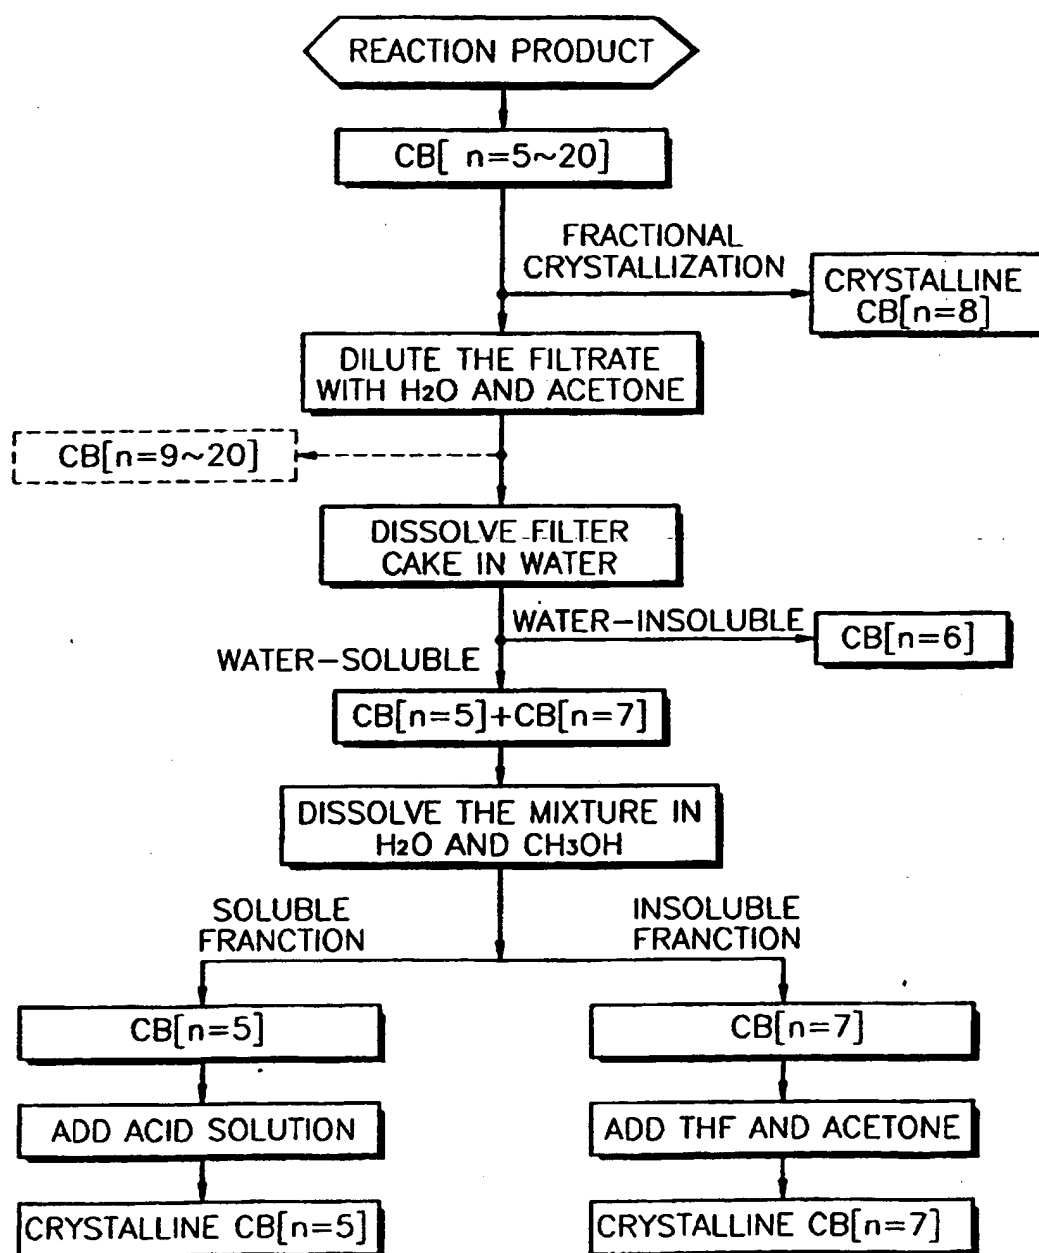 REACTION PRODUCT
CB[ n=5~20]
FRACTIONAL
CRYSTALLIZATION
CRYSTALLINE
CB[n=8]
DILUTE THE FILTRATE
WITH H2O AND ACETONE
CB[n=9~20]
DISSOLVE FILTER
CAKE IN WATER
WATER-INSOLUBLE
CB[n=6]
WATER-SOLUBLE
CB[n=5]+CB[n=7]
DISSOLVE THE MIXTURE IN
H2O AND CH3OH
SOLUBLE
FRANCTION
INSOLUBLE
FRANCTION
CB[n=5]
CB[n=7]
ADD ACID SOLUTION
ADD THF AND ACETONE
CRYSTALLINE CB[n=5]
CRYSTALLINE CB[n=7]